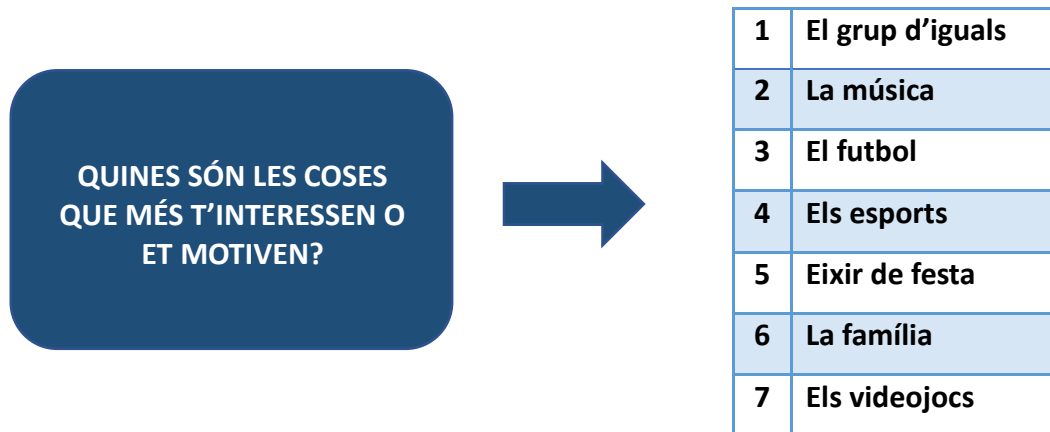 QUINES SÓN LES COSES
QUE MÉS T’INTERESSEN O
ET MOTIVEN?
1 El grup d’iguals
2 La música
3 El futbol
4 Els esports
5 Eixir de festa
6 La família
7 Els videojocs